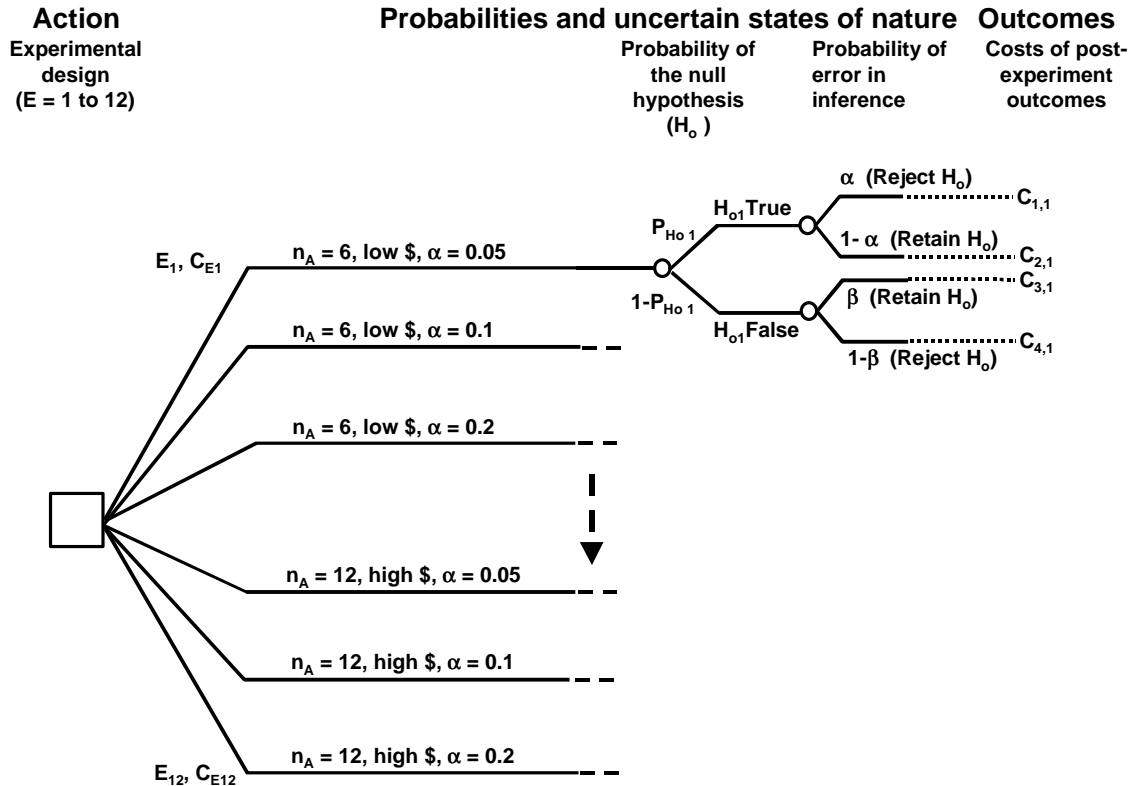 Action
Probabilities and uncertain states of nature
Outcomes
Experimental
design
(E = 1 to 12)
Probability of
the null
hypothesis
(Ho )
Probability of
error in
inference
Costs of post-
experiment
outcomes
E1, CE1
nA = 6, low $, α = 0.05
PHo 1
1-PHo 1
Ho1True
Ho1False
α (Reject Ho)
C1,1
1- α (Retain Ho)
C2,1
C3,1
β (Retain Ho)
C4,1
1-β (Reject Ho)
nA = 6, low $, α = 0.1
nA = 6, low $, α = 0.2
nA = 12, high $, α = 0.05
nA = 12, high $, α = 0.1
nA = 12, high $, α = 0.2
E12, CE12